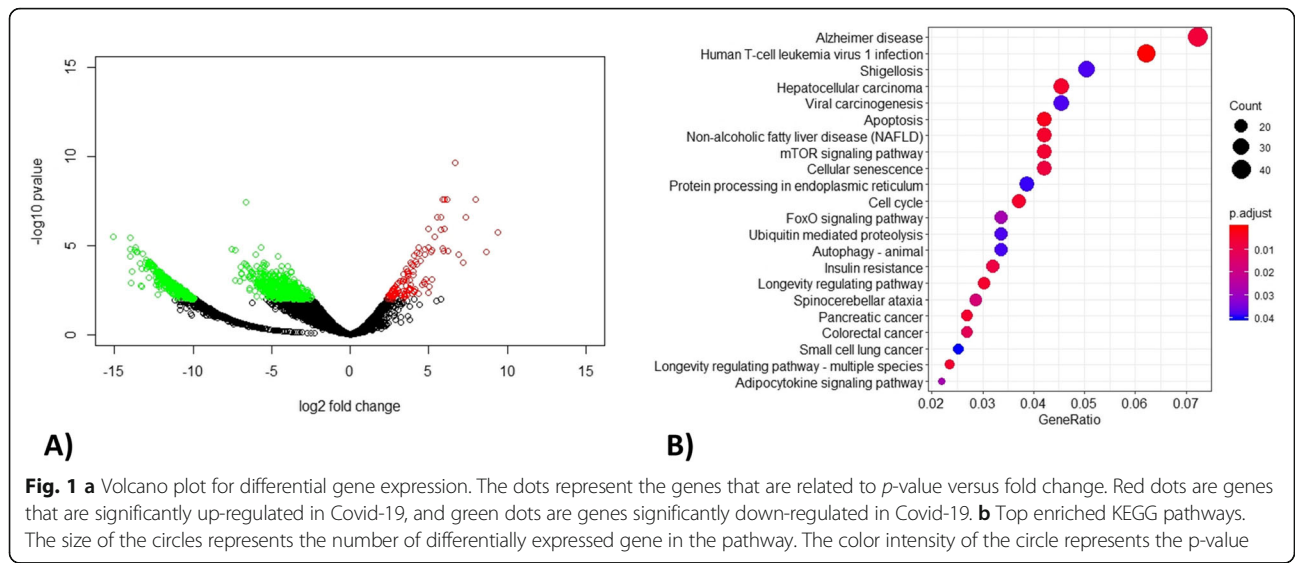 15
10
5
0
-log10 pvalue
-15
-10
-5
0
5
10
15
log2 fold change
A)
Alzheimer disease
Human T-cell leukemia virus 1 infection
Shigellosis
Hepatocellular carcinoma
Viral carcinogenesis
Apoptosis
Non-alcoholic fatty liver disease (NAFLD)
mTOR signaling pathway
Cellular senescence
Protein processing in endoplasmic reticulum
Cell cycle
FoxO signaling pathway
Ubiquitin mediated proteolysis
Autophagy - animal
Insulin resistance
Longevity regulating pathway
Spinocerebellar ataxia
Pancreatic cancer
Colorectal cancer
Small cell lung cancer
Longevity regulating pathway - multiple species
Adipocytokine signaling pathway
0.02
0.03
0.04
0.05
0.06
0.07
GeneRatio
Count
20
30
40
p.adjust
0.01
0.02
0.03
0.04
B)
Fig. 1 a Volcano plot for differential gene expression. The dots represent the genes that are related to p-value versus fold change. Red dots are genes
that are significantly up-regulated in Covid-19, and green dots are genes significantly down-regulated in Covid-19. b Top enriched KEGG pathways.
The size of the circles represents the number of differentially expressed gene in the pathway. The color intensity of the circle represents the p-value